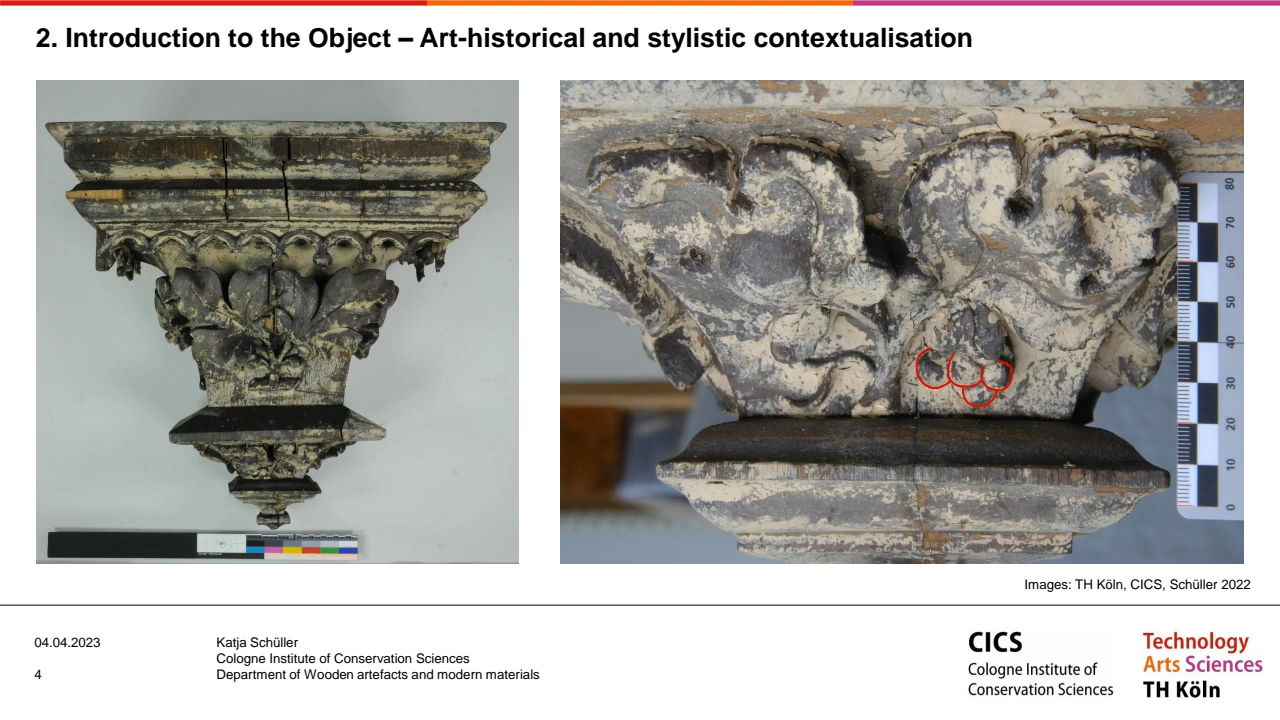 2. Introduction to the Object – Art-historical and stylistic contextualisation
80
70
60
50
40
30
20
10
0
Images: TH Köln, CICS, Schüller 2022
04.04.2023
Katja Schüller
Cologne Institute of Conservation Sciences
4
Department of Wooden artefacts and modern materials
CICS
Cologne Institute of
Conservation Sciences
Technology
Arts Sciences
TH Köln